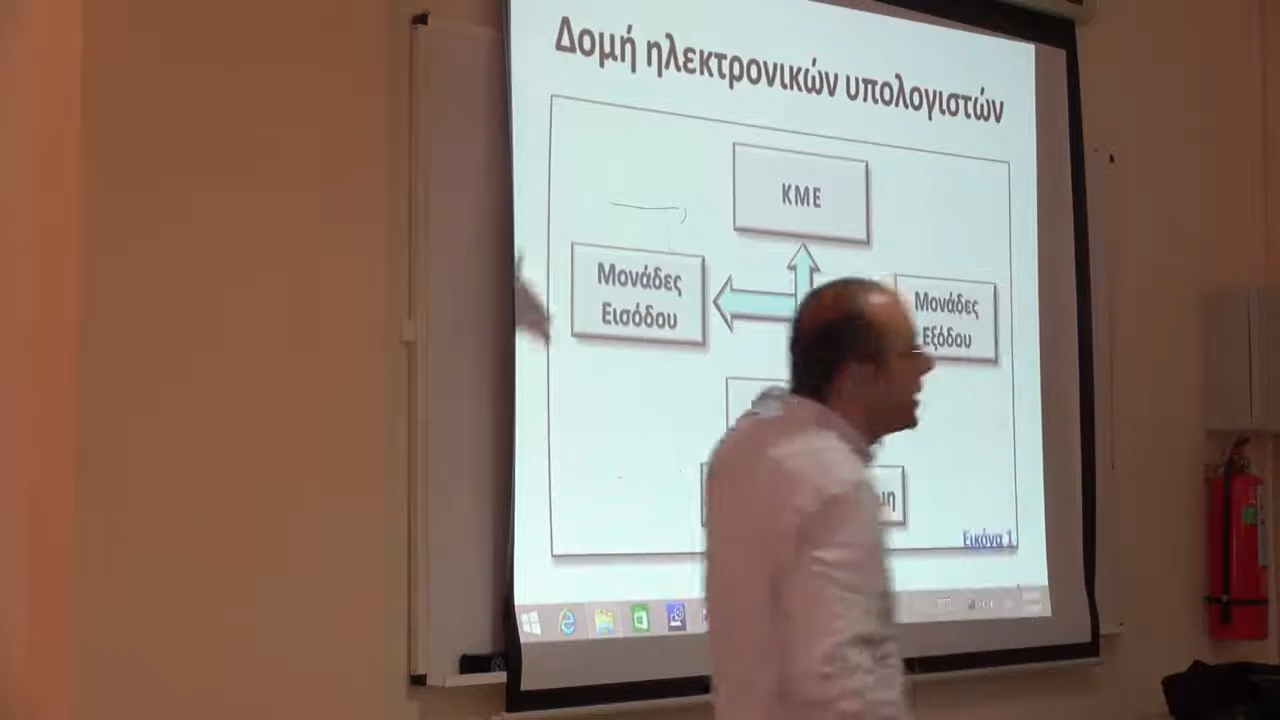 Δομή ηλεκτρονικών υπολογιστών
ΚΜΕ
Μονάδες
Εισόδου
Μονάδες
Εξόδου
Εικόνα 1